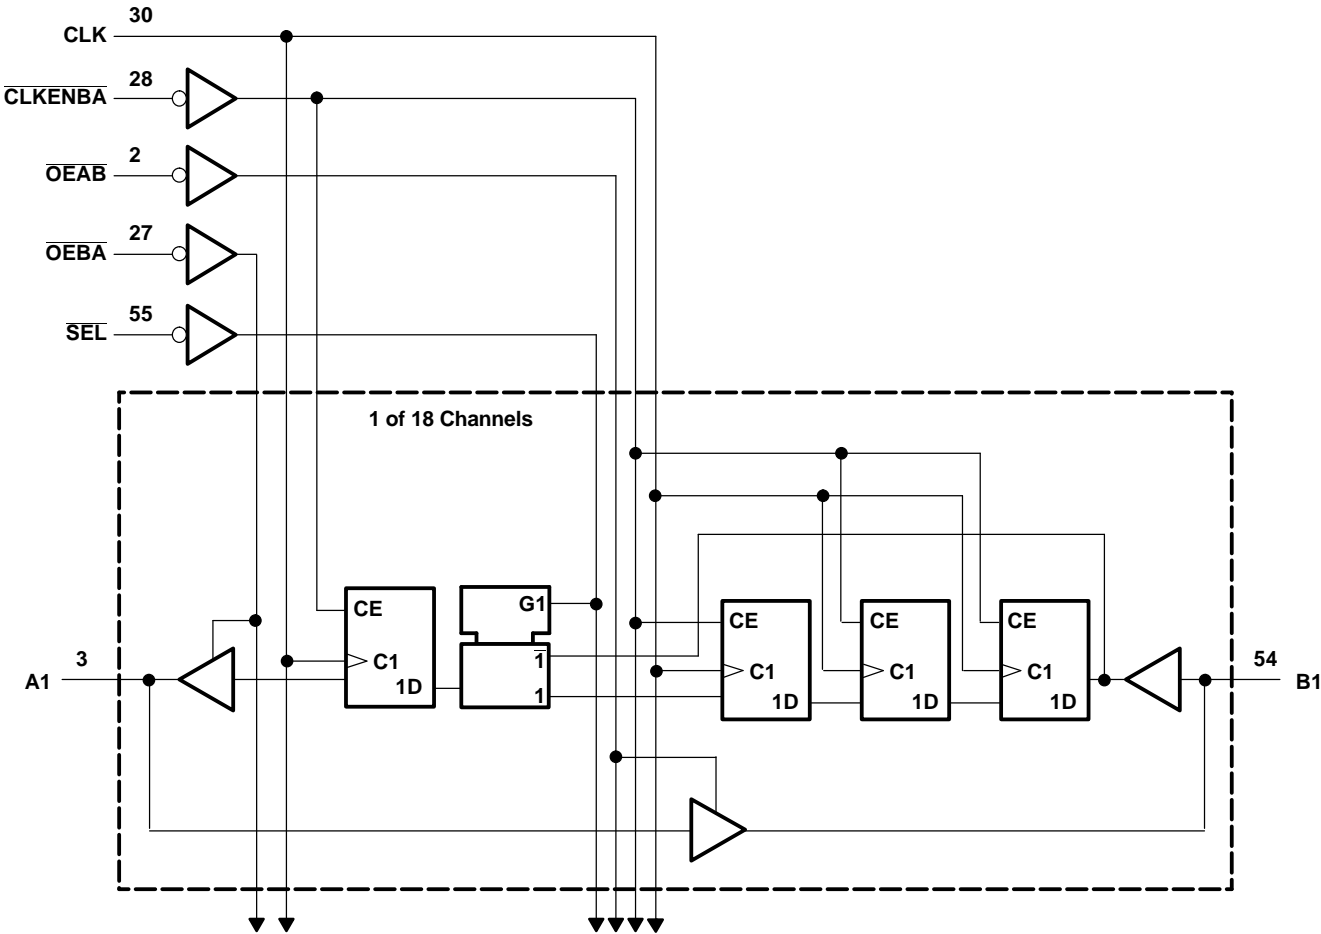 30
CLK
28
CLKENBA
2
OEAB
27
OEBA
55
SEL
1 of 18 Channels
CE
C1
1D
G1
1
1
CE
C1
1D
CE
C1
1D
CE
C1
1D
3
A1
54
B1